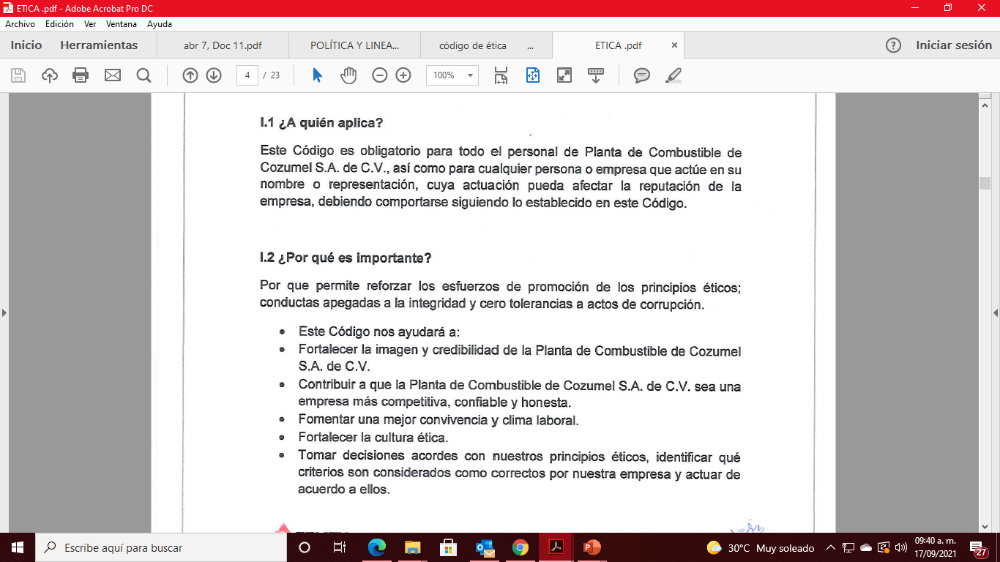 ETICA .pdf - Adobe Acrobat Pro DC
Archivo Edición Ver Ventana Ayuda
Inicio Herramientas abr 7, Doc 11.pdf POLÍTICA Y LINEA... código de ética ... ETICA .pdf × ? Iniciar sesión
4 / 23 100%
I.1 ¿A quién aplica?
Este Código es obligatorio para todo el personal de Planta de Combustible de
Cozumel S.A. de C.V., así como para cualquier persona o empresa que actúe en su
nombre o representación, cuya actuación pueda afectar la reputación de la
empresa, debiendo comportarse siguiendo lo establecido en este Código.
I.2 ¿Por qué es importante?
Por que permite reforzar los esfuerzos de promoción de los principios éticos;
conductas apegadas a la integridad y cero tolerancias a actos de corrupción.
• Este Código nos ayudará a:
• Fortalecer la imagen y credibilidad de la Planta de Combustible de Cozumel
S.A. de C.V.
• Contribuir a que la Planta de Combustible de Cozumel S.A. de C.V. sea una
empresa más competitiva, confiable y honesta.
• Fomentar una mejor convivencia y clima laboral.
• Fortalecer la cultura ética.
• Tomar decisiones acordes con nuestros principios éticos, identificar qué
criterios son considerados como correctos por nuestra empresa y actuar de
acuerdo a ellos.
Escribe aquí para buscar
30°C Muy soleado
09:40 a. m.
17/09/2021
27